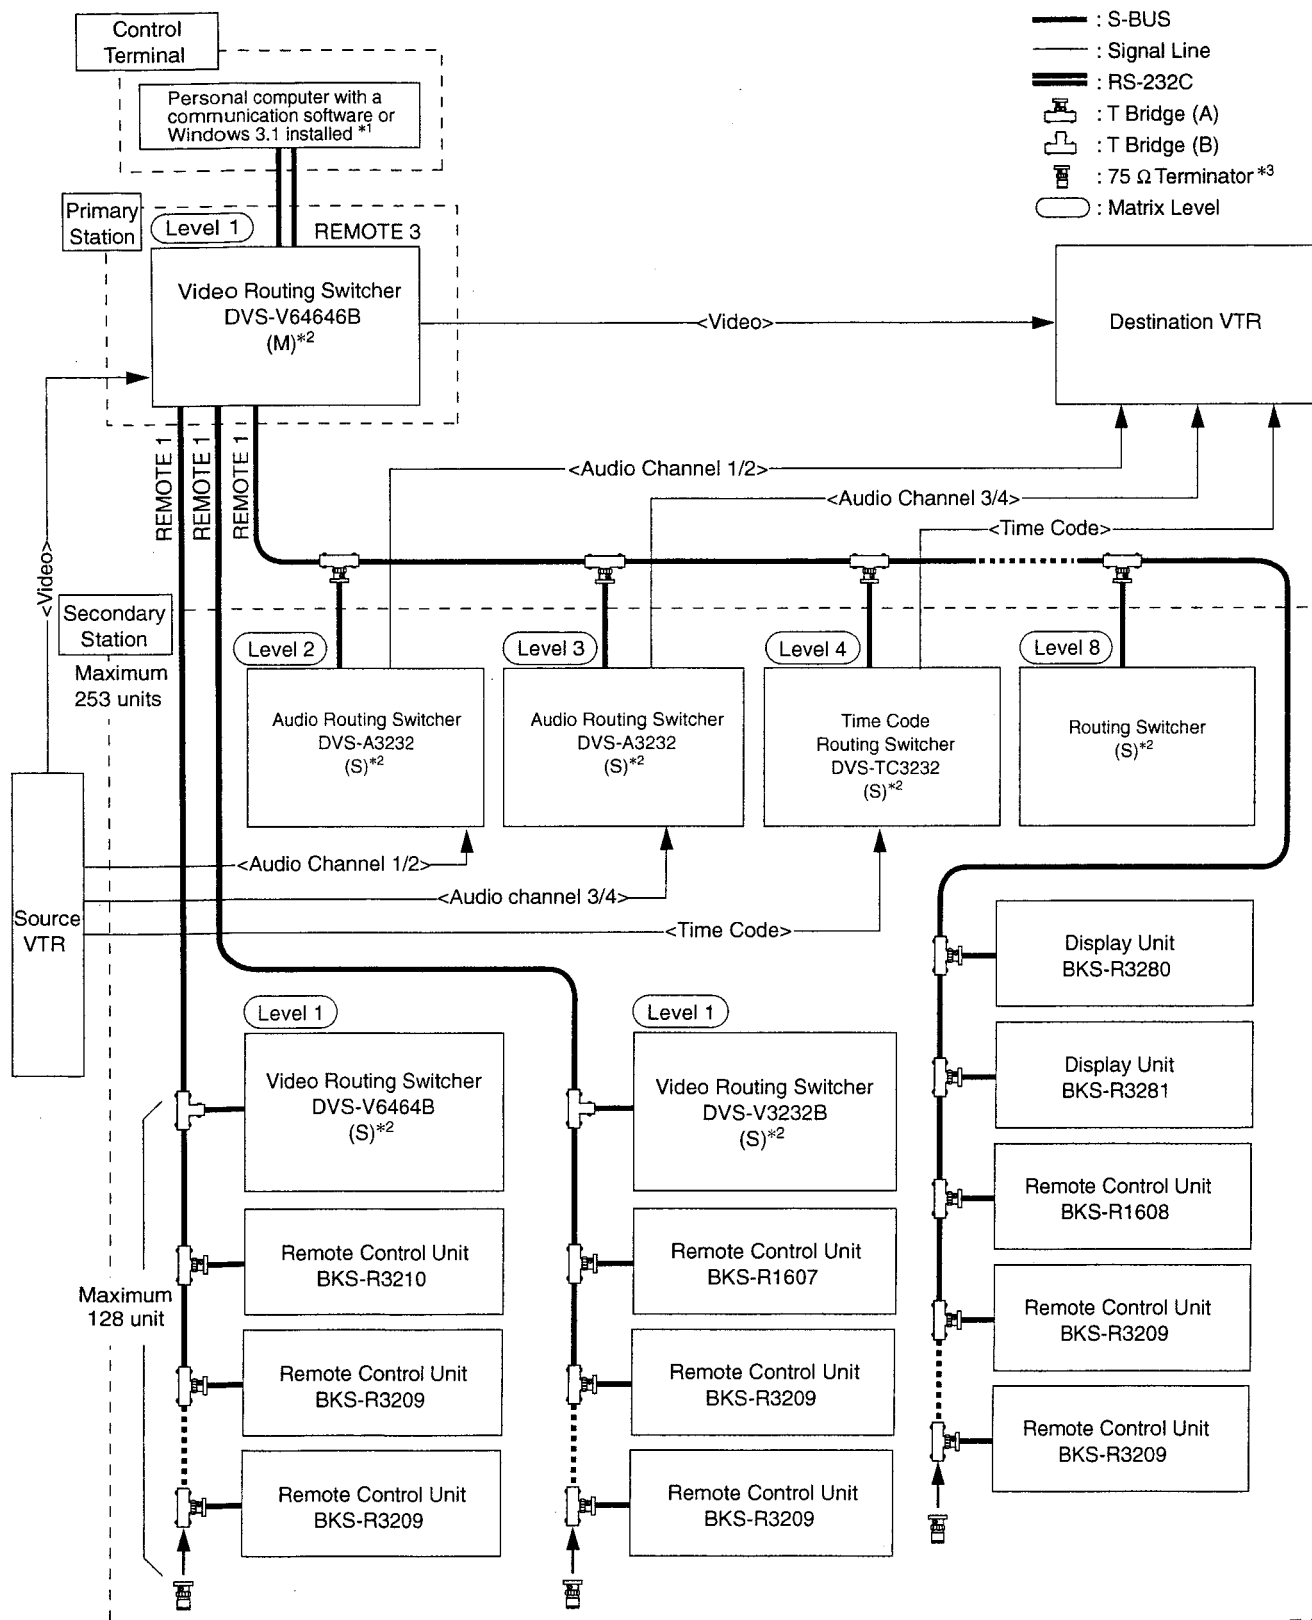 Control
Terminal
Personal computer with a
communication software or
Windows 3.1 installed *1
: S-BUS
: Signal Line
: RS-232C
: T Bridge (A)
: T Bridge (B)
: 75 Ω Terminator *3
: Matrix Level
Primary
Station
Level 1
REMOTE 3
Video Routing Switcher
DVS-V64646B
(M)*2
<Video>
Destination VTR
REMOTE 1
REMOTE 1
REMOTE 1
<Audio Channel 1/2>
<Audio Channel 3/4>
<Time Code>
<Video>
Secondary
Station
Maximum
253 units
Level 2
Audio Routing Switcher
DVS-A3232
(S)*2
Level 3
Audio Routing Switcher
DVS-A3232
(S)*2
Level 4
Time Code
Routing Switcher
DVS-TC3232
(S)*2
Level 8
Routing Switcher
(S)*2
Source
VTR
<Audio Channel 1/2>
<Audio channel 3/4>
<Time Code>
Level 1
Video Routing Switcher
DVS-V6464B
(S)*2
Remote Control Unit
BKS-R3210
Remote Control Unit
BKS-R3209
Remote Control Unit
BKS-R3209
Maximum
128 unit
Level 1
Video Routing Switcher
DVS-V3232B
(S)*2
Remote Control Unit
BKS-R1607
Remote Control Unit
BKS-R3209
Remote Control Unit
BKS-R3209
Display Unit
BKS-R3280
Display Unit
BKS-R3281
Remote Control Unit
BKS-R1608
Remote Control Unit
BKS-R3209
Remote Control Unit
BKS-R3209